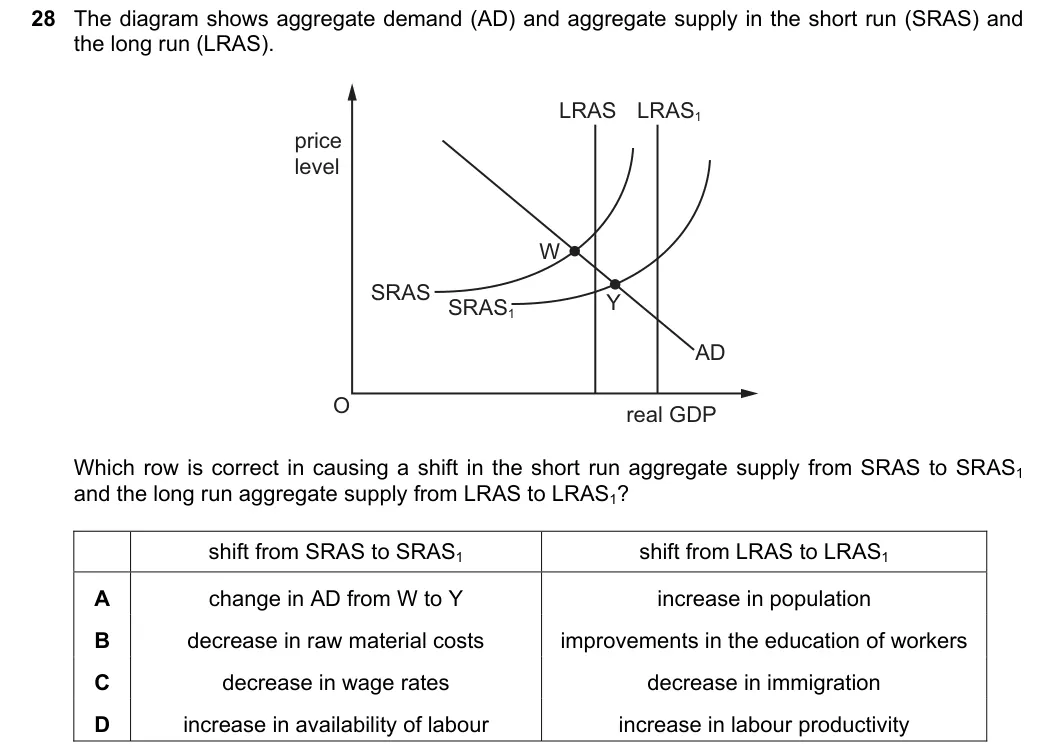 28 The diagram shows aggregate demand (AD) and aggregate supply in the short run (SRAS) and
the long run (LRAS).
LRAS LRAS₁
price
level
W
SRAS
SRAS₁
Y
AD
O
real GDP
Which row is correct in causing a shift in the short run aggregate supply from SRAS to SRAS₁
and the long run aggregate supply from LRAS to LRAS₁?
shift from SRAS to SRAS₁ shift from LRAS to LRAS₁
A change in AD from W to Y increase in population
B decrease in raw material costs improvements in the education of workers
C decrease in wage rates decrease in immigration
D increase in availability of labour increase in labour productivity